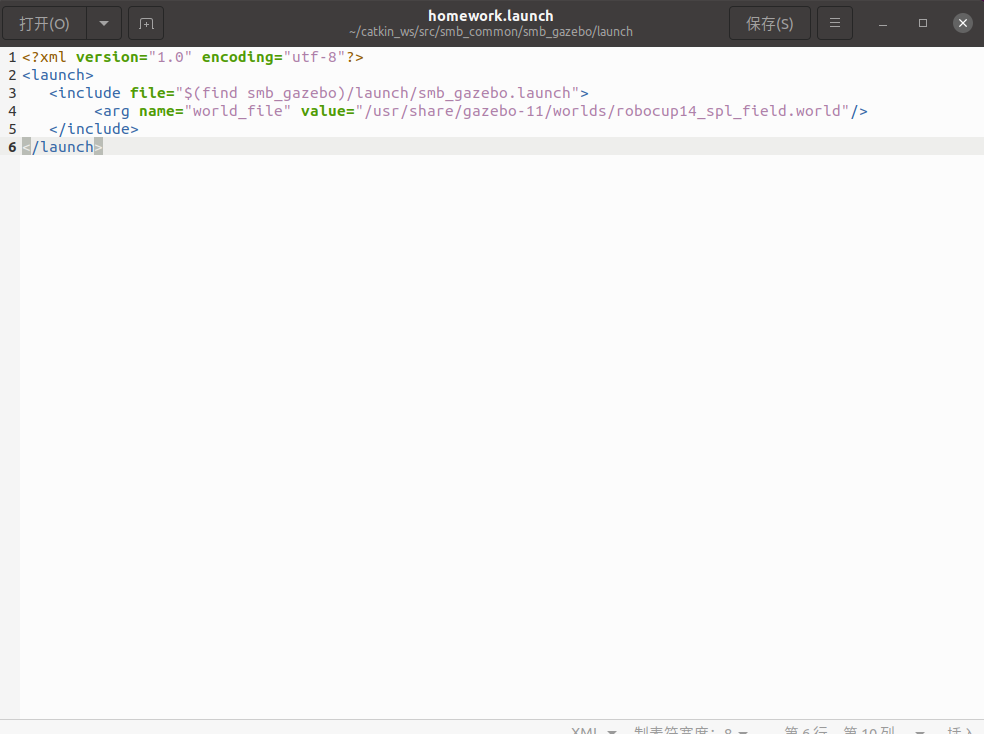 打开(O)
homework.launch
~/catkin_ws/src/smb_common/smb_gazebo/launch
保存(S)
1 <?xml version="1.0" encoding="utf-8"?>
2 <launch>
3    <include file="$(find smb_gazebo)/launch/smb_gazebo.launch">
4         <arg name="world_file" value="/usr/share/gazebo-11/worlds/robocup14_spl_field.world"/>
5    </include>
6 </launch>
XML 制表符宽度：8 第 6 行，第 10 列 插入